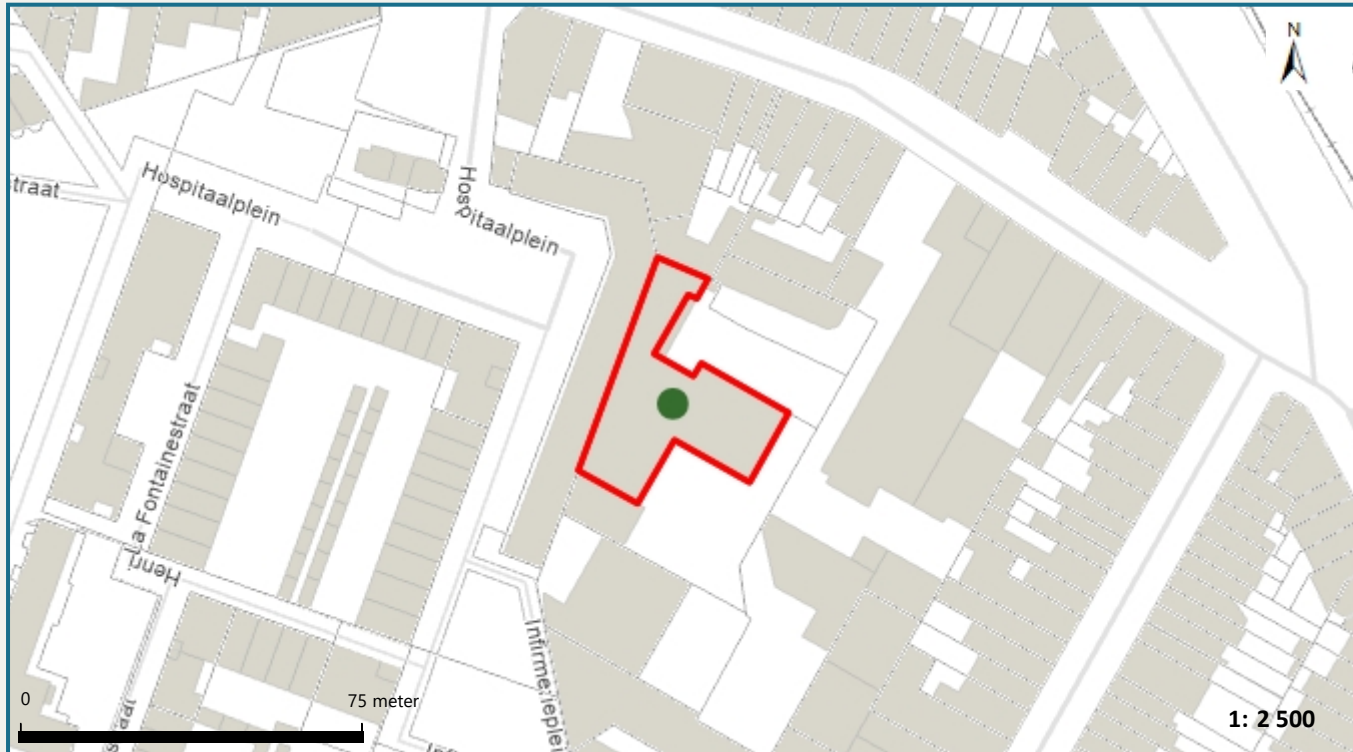 N
straat
Hospitaalplein
Hospitaalplein
La Fontainestraat
Henri
Infirmerieplein
0
75 meter
1: 2 500